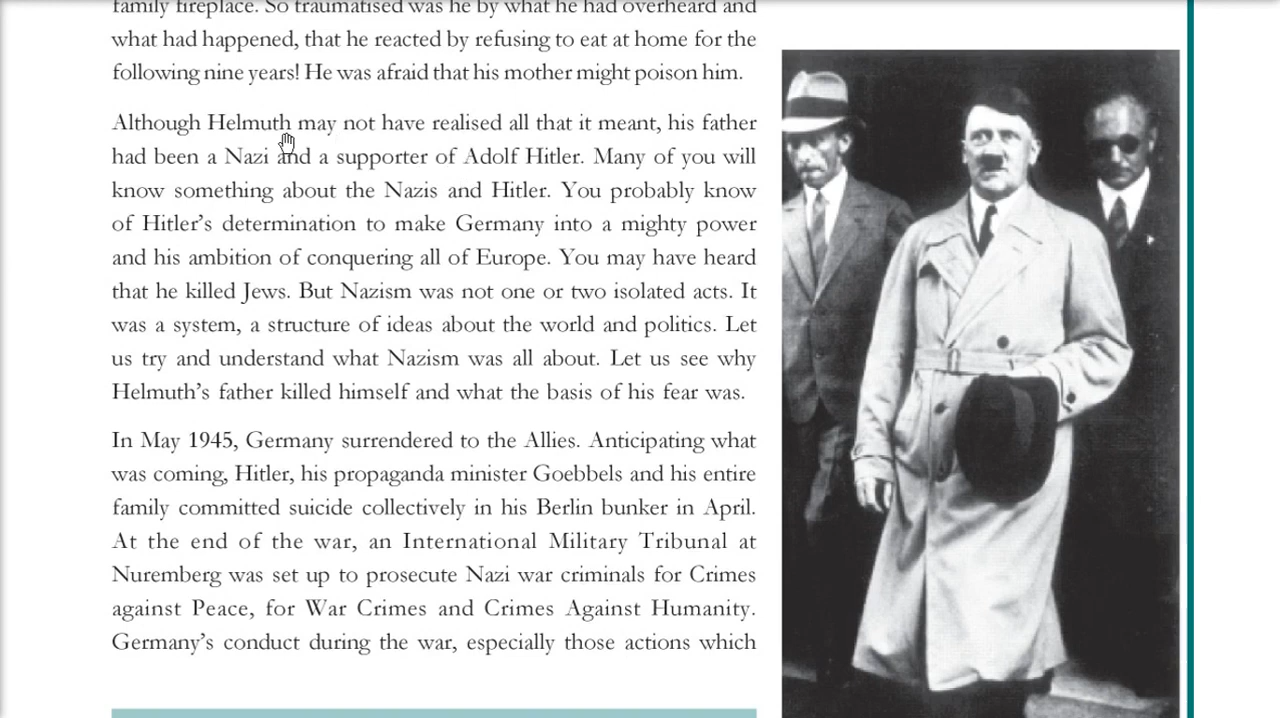 family fireplace. So traumatised was he by what he had overheard and
what had happened, that he reacted by refusing to eat at home for the
following nine years! He was afraid that his mother might poison him.
Although Helmuth may not have realised all that it meant, his father
had been a Nazi and a supporter of Adolf Hitler. Many of you will
know something about the Nazis and Hitler. You probably know
of Hitler’s determination to make Germany into a mighty power
and his ambition of conquering all of Europe. You may have heard
that he killed Jews. But Nazism was not one or two isolated acts. It
was a system, a structure of ideas about the world and politics. Let
us try and understand what Nazism was all about. Let us see why
Helmuth’s father killed himself and what the basis of his fear was.
In May 1945, Germany surrendered to the Allies. Anticipating what
was coming, Hitler, his propaganda minister Goebbels and his entire
family committed suicide collectively in his Berlin bunker in April.
At the end of the war, an International Military Tribunal at
Nuremberg was set up to prosecute Nazi war criminals for Crimes
against Peace, for War Crimes and Crimes Against Humanity.
Germany’s conduct during the war, especially those actions which